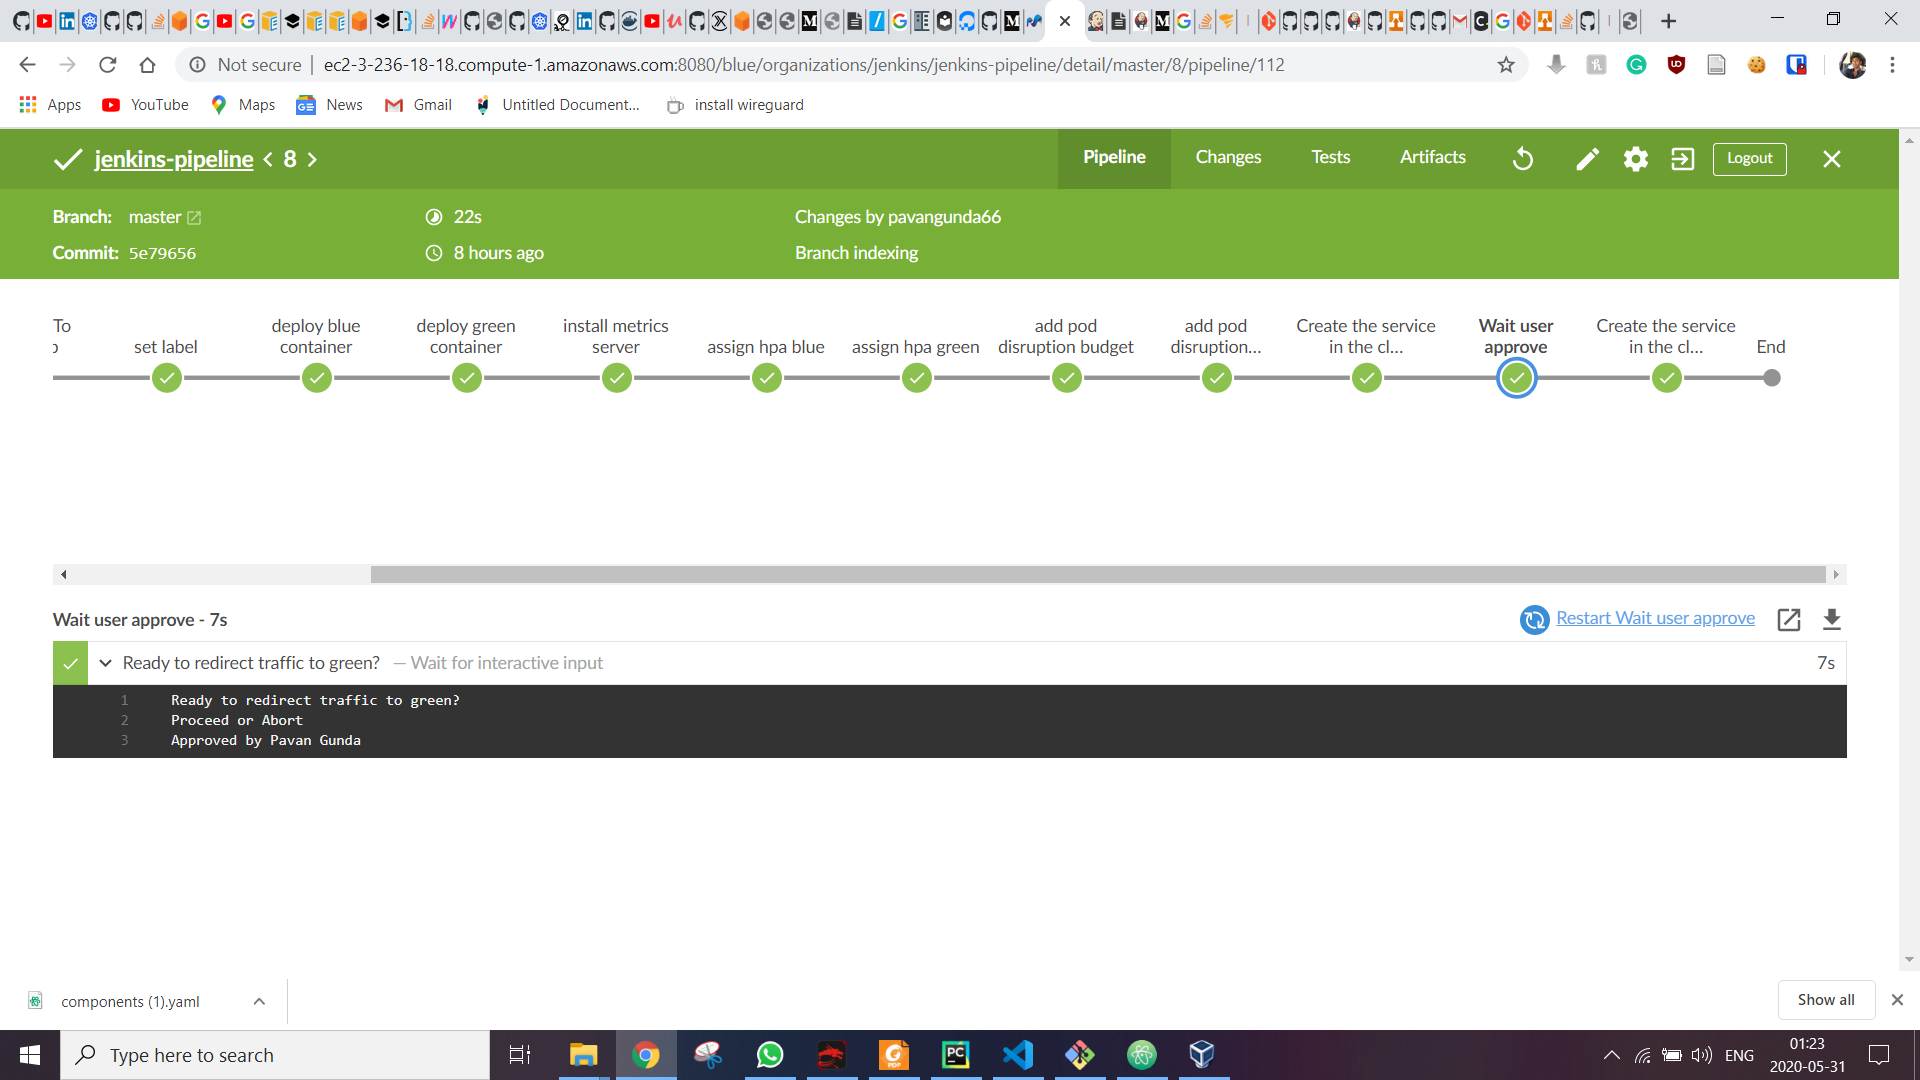 Not secure | ec2-3-236-18-18.compute-1.amazonaws.com:8080/blue/organizations/jenkins/jenkins-pipeline/detail/master/8/pipeline/112
Apps YouTube Maps News Gmail Untitled Document... install wireguard
jenkins-pipeline < 8 > Pipeline Changes Tests Artifacts Logout
Branch: master 22s Changes by pavangunda66
Commit: 5e79656 8 hours ago Branch indexing
To
set label
deploy blue
container
deploy green
container
install metrics
server
assign hpa blue
assign hpa green
add pod
disruption budget
add pod
disruption...
Create the service
in the cl...
Wait user
approve
Create the service
in the cl...
End
Wait user approve - 7s Restart Wait user approve
Ready to redirect traffic to green? — Wait for interactive input 7s
1 Ready to redirect traffic to green?
2 Proceed or Abort
3 Approved by Pavan Gunda
components (1).yaml Show all
Type here to search ENG 01:23
2020-05-31